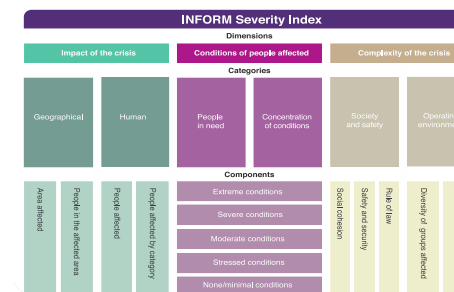 INFORM Severity Index
Dimensions
Impact of the crisis
Conditions of people affected
Complexity of the crisis
Categories
Geographical
Human
People
in need
Concentration
of conditions
Society
and safety
Components
Area affected
People in the
affected area
People affected
People affected
by category
Extreme conditions
Severe conditions
Moderate conditions
Stressed conditions
None/minimal conditions
Social cohesion
Safety and security
Rule of law
Diversity of
groups affected